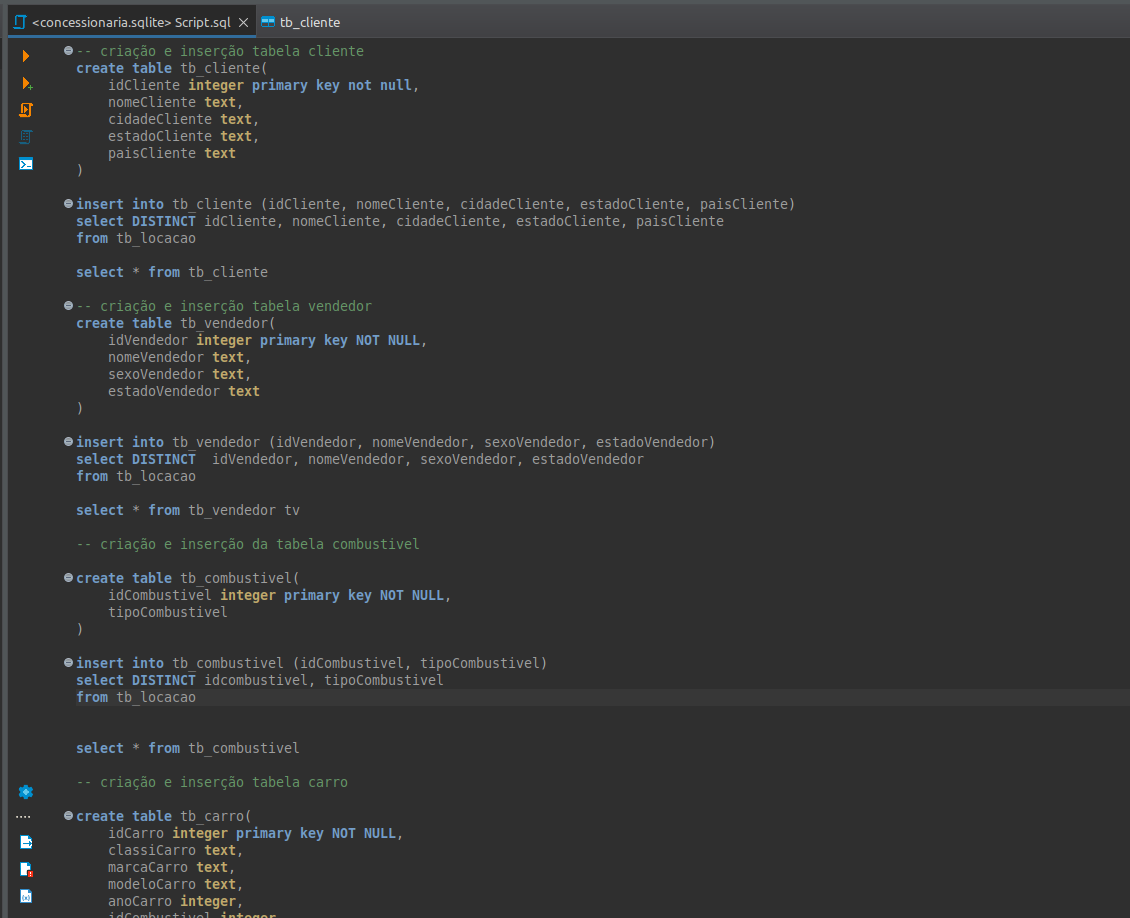 <concessionaria.sqlite> Script.sql
tb_cliente
-- criação e inserção tabela cliente
create table tb_cliente(
idCliente integer primary key not null,
nomeCliente text,
cidadeCliente text,
estadoCliente text,
paisCliente text
)
insert into tb_cliente (idCliente, nomeCliente, cidadeCliente, estadoCliente, paisCliente)
select DISTINCT idCliente, nomeCliente, cidadeCliente, estadoCliente, paisCliente
from tb_locacao
select * from tb_cliente
-- criação e inserção tabela vendedor
create table tb_vendedor(
idVendedor integer primary key NOT NULL,
nomeVendedor text,
sexoVendedor text,
estadoVendedor text
)
insert into tb_vendedor (idVendedor, nomeVendedor, sexoVendedor, estadoVendedor)
select DISTINCT  idVendedor, nomeVendedor, sexoVendedor, estadoVendedor
from tb_locacao
select * from tb_vendedor tv
-- criação e inserção da tabela combustivel
create table tb_combustivel(
idCombustivel integer primary key NOT NULL,
tipoCombustivel
)
insert into tb_combustivel (idCombustivel, tipoCombustivel)
select DISTINCT idcombustivel, tipoCombustivel
from tb_locacao
select * from tb_combustivel
-- criação e inserção tabela carro
create table tb_carro(
idCarro integer primary key NOT NULL,
classiCarro text,
marcaCarro text,
modeloCarro text,
anoCarro integer,
idCombustivel integer